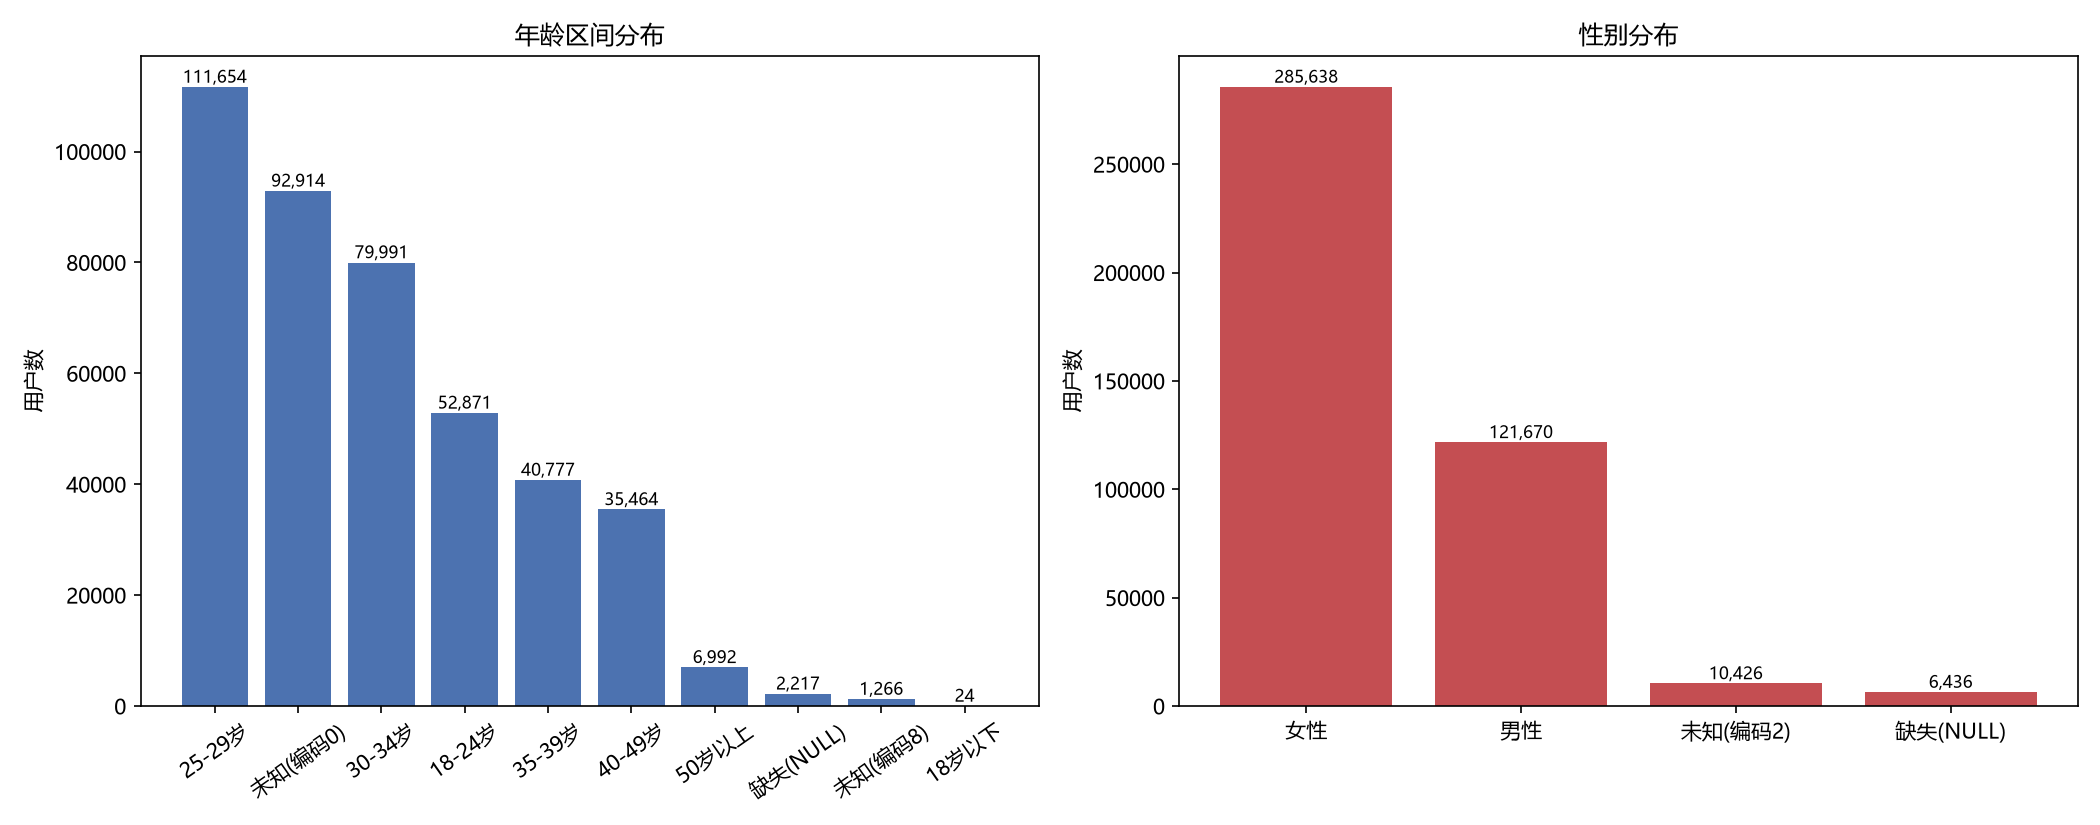 年龄区间分布
用户数
100000
80000
60000
40000
20000
0
111,654
92,914
79,991
52,871
40,777
35,464
6,992
2,217
1,266
24
25-29岁
未知(编码0)
30-34岁
18-24岁
35-39岁
40-49岁
50岁以上
缺失(NULL)
未知(编码8)
18岁以下
性别分布
用户数
250000
200000
150000
100000
50000
0
285,638
121,670
10,426
6,436
女性
男性
未知(编码2)
缺失(NULL)